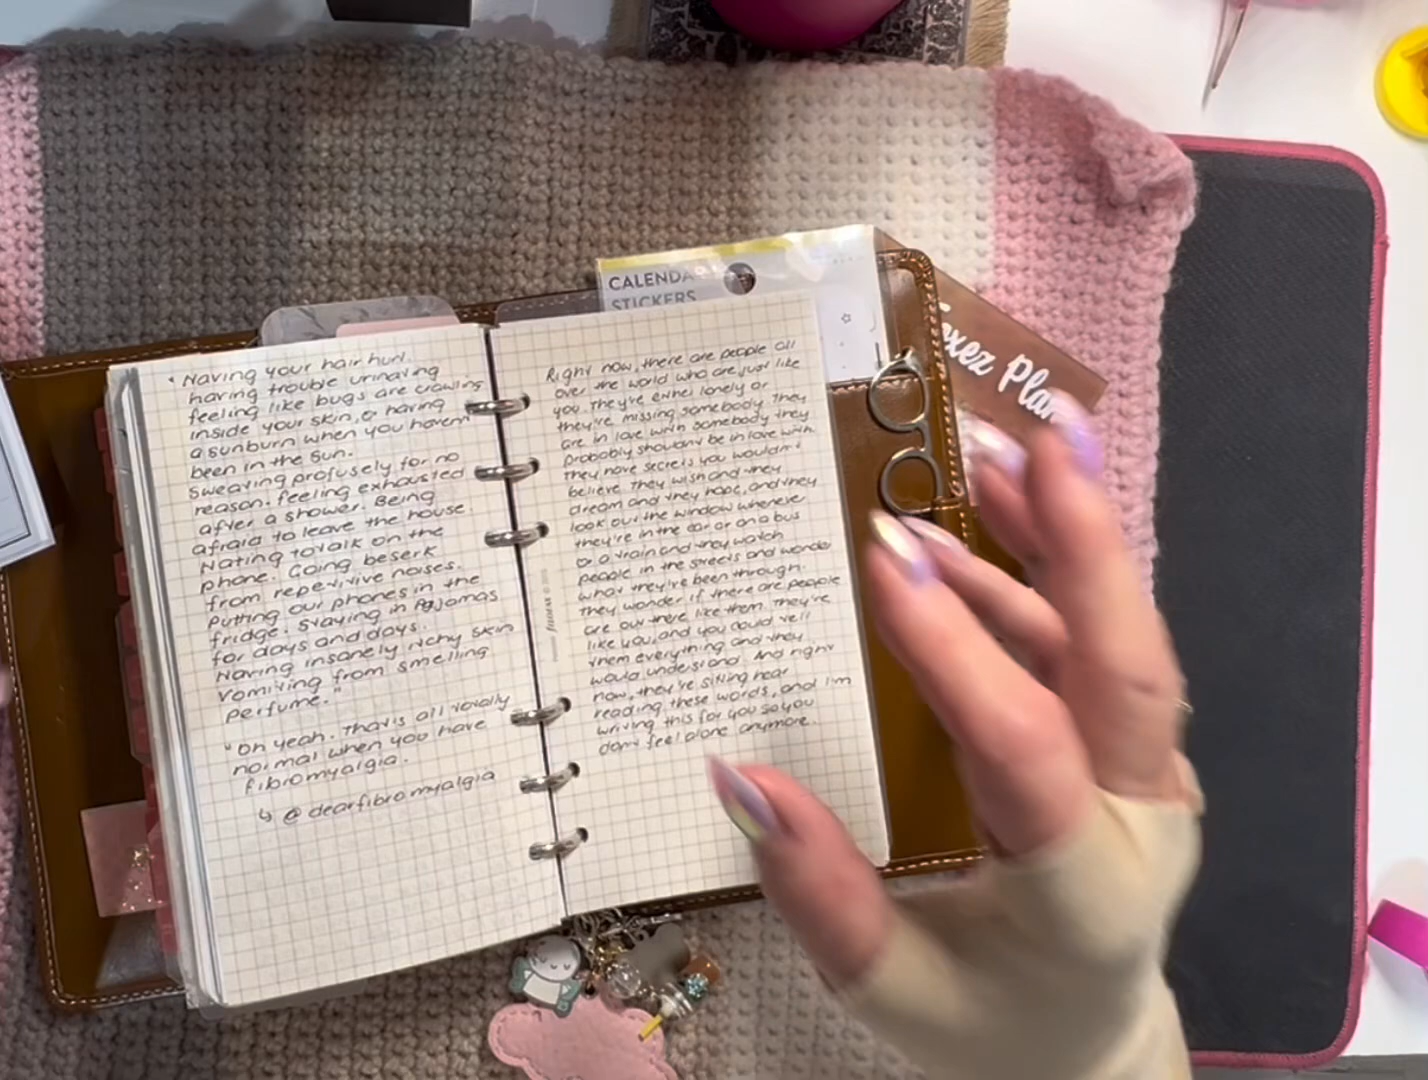 CALENDA
STICKERS
oxez Pla
"Having your hair hurt.
having trouble urinating
feeling like bugs are crawling
inside your skin, or having
a sunburn when you havent
been in the sun.
sweating profusely for no
reason. feeling exhausted
after a shower. Being
afraid to leave the house
Hating to talk on the
phone. Going beserk
from repetitive noises.
Putting our phones in the
fridge. Staying in Pyjamas
for days and days.
Having insanely itchy skin
Vomiting from smelling
perfume."
"Oh yeah. That's all totally
normal when you have
fibromyalgia.
↳ @dearfibromyalgia
Right now, there are people all
over the world who are just like
you. They're either lonely or
they're missing somebody They
are in love with somebody they
probably shouldnt be in love with.
They have secrets you wouldnt
believe They wish and they
dream and they hope, and they
look out the window whenever
they're in the car or on a bus
or a train and they watch
people in the streets and wonder
what they've been through.
They wonder if there are people
are out there like them. They're
like you, and you could tell
them everything and they
would understand. And right
now, they're sitting hear
reading these words, and I'm
writing this for you so you
dont feel alone anymore.